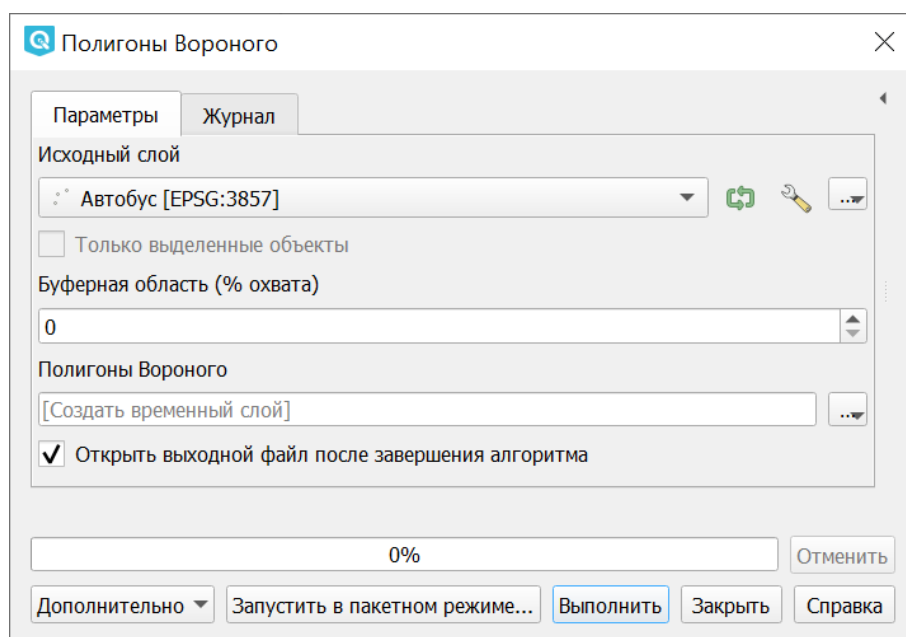 Полигоны Вороного
Параметры Журнал
Исходный слой
Автобус [EPSG:3857]
Только выделенные объекты
Буферная область (% охвата)
0
Полигоны Вороного
[Создать временный слой]
Открыть выходной файл после завершения алгоритма
0% Отменить
Дополнительно Запустить в пакетном режиме... Выполнить Закрыть Справка